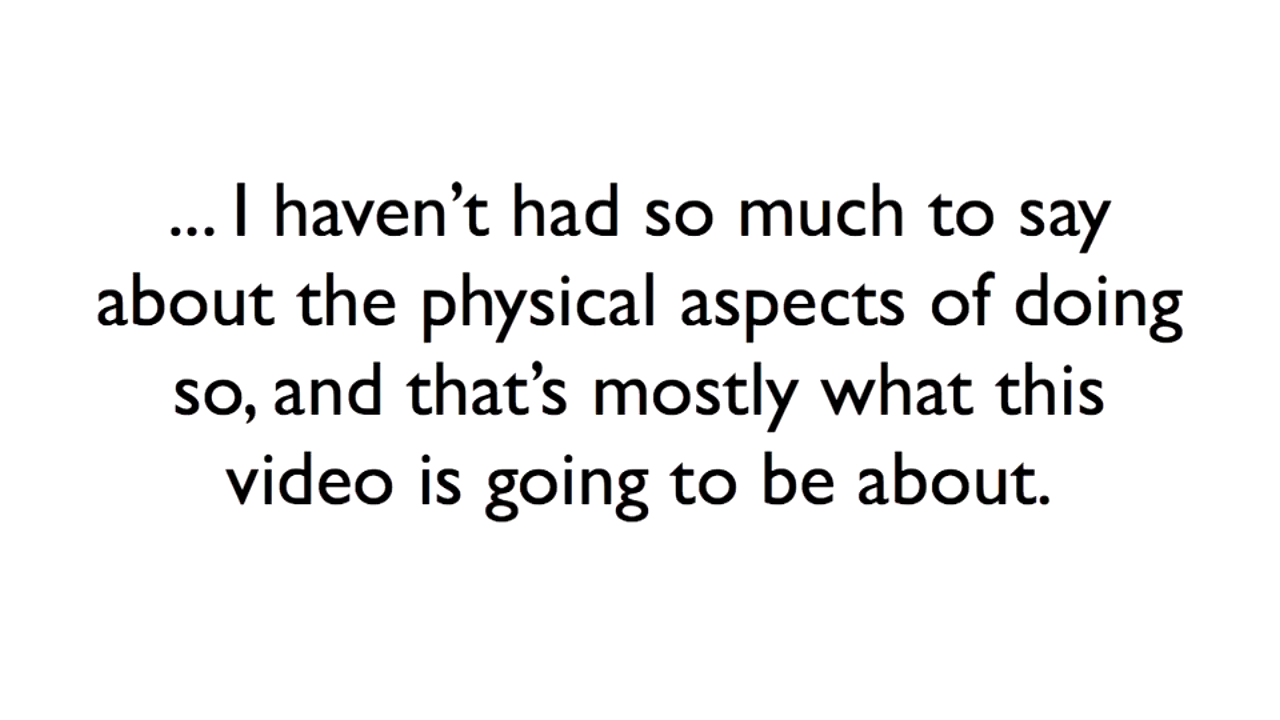 ... I haven’t had so much to say
about the physical aspects of doing
so, and that’s mostly what this
video is going to be about.